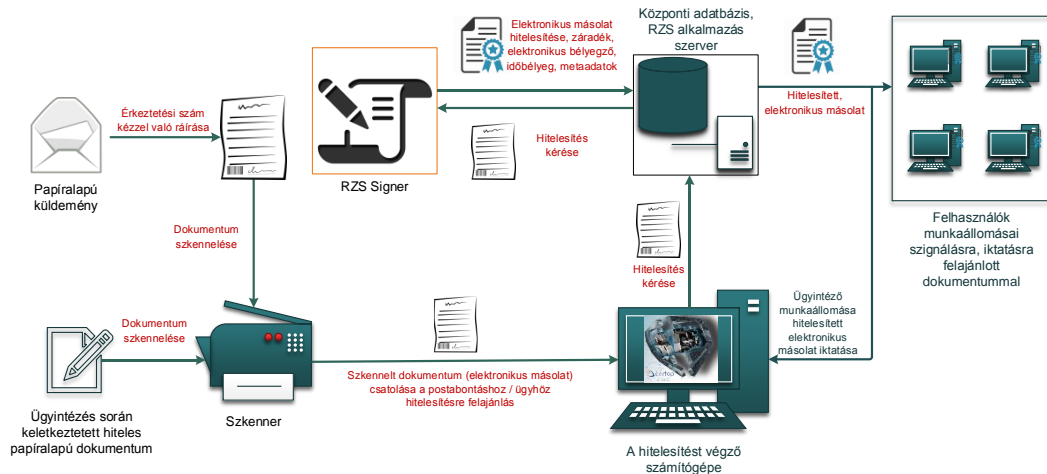 Elektronikus másolat
hitelesítése, záradék,
elektronikus bélyegző,
időbélyeg, metaadatok
Központi adatbázis,
RZS alkalmazás
szerver
Érkeztetési szám
kézzel való ráírása
Hitelesített,
elektronikus másolat
Hitelesítés
kérése
Papíralapú
küldemény
RZS Signer
Felhasználók
munkaállomásai
szignálásra, iktatásra
felajánlott
dokumentummal
Dokumentum
szkennelése
Hitelesítés
kérése
Ügyintéző
munkaállomása
hitelesített
elektronikus
másolat iktatása
Dokumentum
szkennelése
Szkennelt dokumentum (elektronikus másolat)
csatolása a postabontáshoz / ügyhöz
hitelesítésre felajánlás
Ügyintézés során
keletkeztetett hiteles
papíralapú dokumentum
Szkenner
A hitelesítést végző
számítógépe